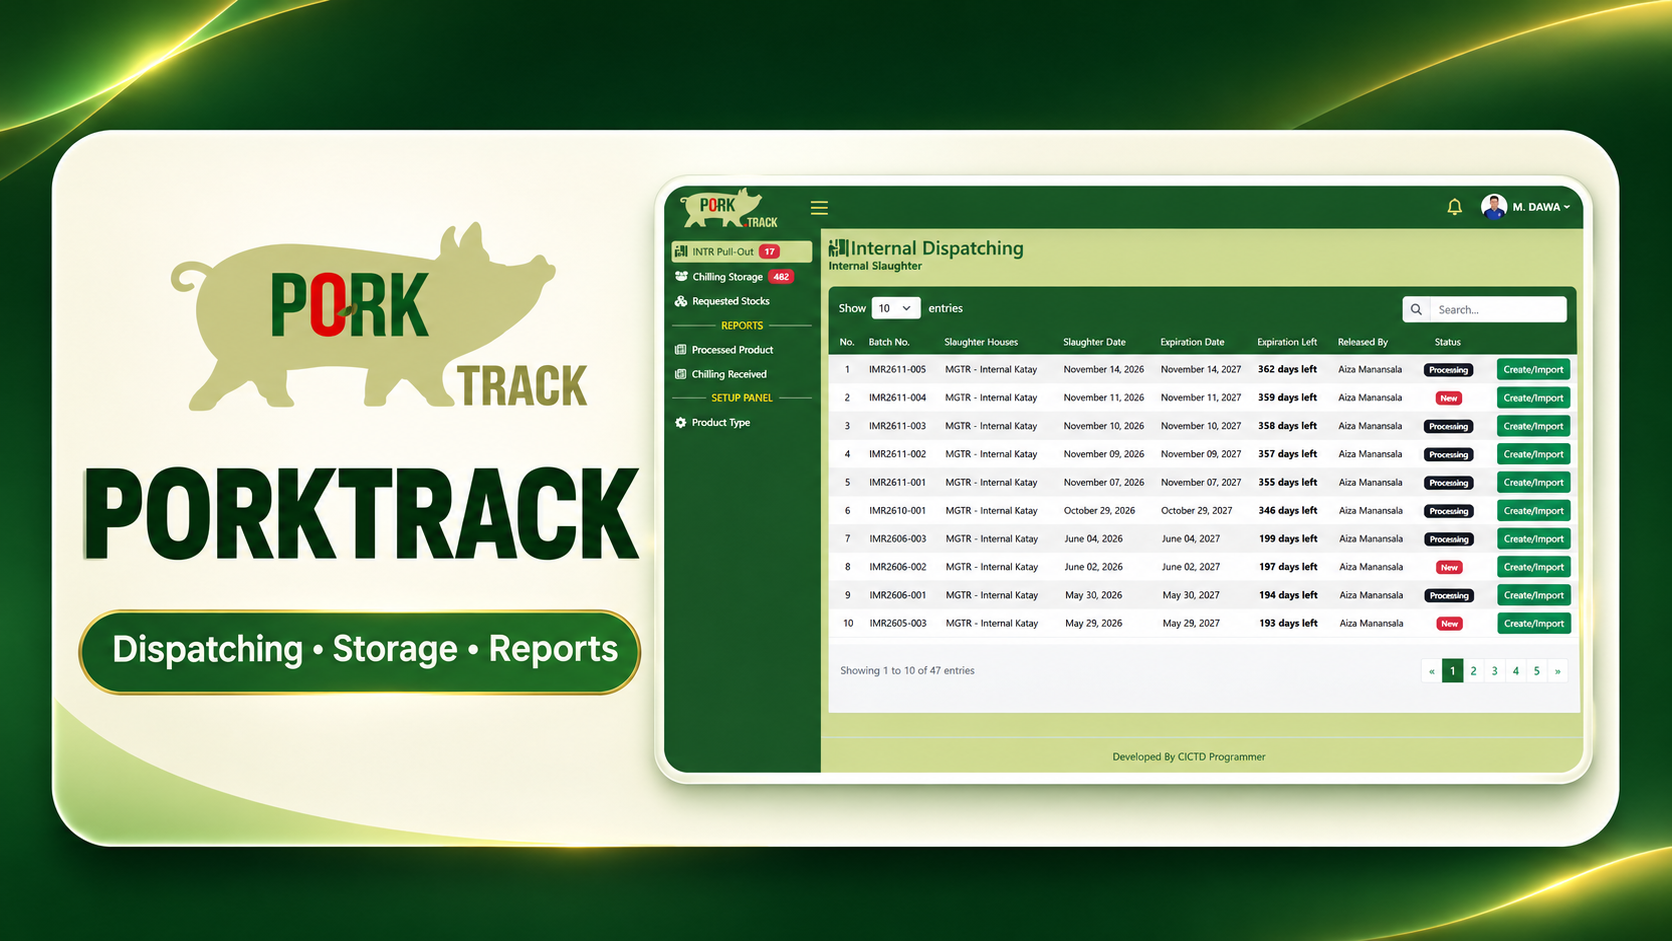 PORK
TRACK
PORKTRACK
Dispatching • Storage • Reports
PORK
TRACK
M. DAWA
INTR Pull-Out 17
Chilling Storage 482
Requested Stocks
REPORTS
Processed Product
Chilling Received
SETUP PANEL
Product Type
Internal Dispatching
Internal Slaughter
Show 10 entries
Search...
No. Batch No. Slaughter Houses Slaughter Date Expiration Date Expiration Left Released By Status
1 IMR2611-005 MGTR - Internal Katay November 14, 2026 November 14, 2027 362 days left Aiza Manansala Processing Create/Import
2 IMR2611-004 MGTR - Internal Katay November 11, 2026 November 11, 2027 359 days left Aiza Manansala New Create/Import
3 IMR2611-003 MGTR - Internal Katay November 10, 2026 November 10, 2027 358 days left Aiza Manansala Processing Create/Import
4 IMR2611-002 MGTR - Internal Katay November 09, 2026 November 09, 2027 357 days left Aiza Manansala Processing Create/Import
5 IMR2611-001 MGTR - Internal Katay November 07, 2026 November 07, 2027 355 days left Aiza Manansala Processing Create/Import
6 IMR2610-001 MGTR - Internal Katay October 29, 2026 October 29, 2027 346 days left Aiza Manansala Processing Create/Import
7 IMR2606-003 MGTR - Internal Katay June 04, 2026 June 04, 2027 199 days left Aiza Manansala Processing Create/Import
8 IMR2606-002 MGTR - Internal Katay June 02, 2026 June 02, 2027 197 days left Aiza Manansala New Create/Import
9 IMR2606-001 MGTR - Internal Katay May 30, 2026 May 30, 2027 194 days left Aiza Manansala Processing Create/Import
10 IMR2605-003 MGTR - Internal Katay May 29, 2026 May 29, 2027 193 days left Aiza Manansala New Create/Import
Showing 1 to 10 of 47 entries
« 1 2 3 4 5 »
Developed By CICTD Programmer